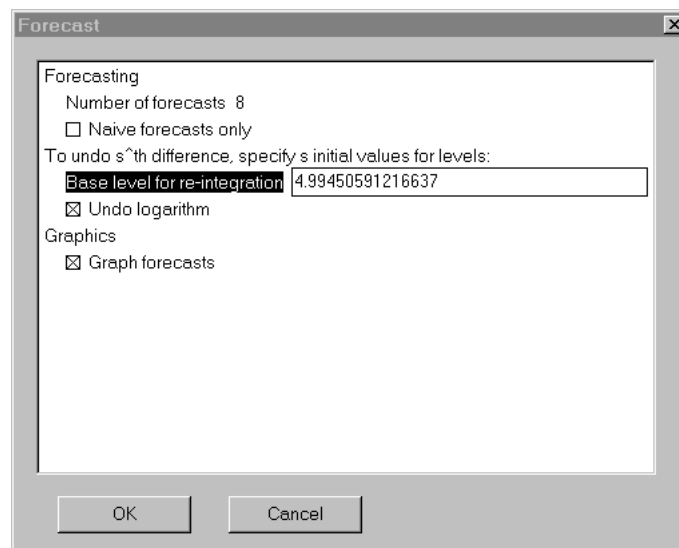 Forecast
Forecasting
Number of forecasts 8
Naive forecasts only
To undo s^th difference, specify s initial values for levels:
Base level for re-integration 4.99450591216637
Undo logarithm
Graphics
Graph forecasts
OK Cancel